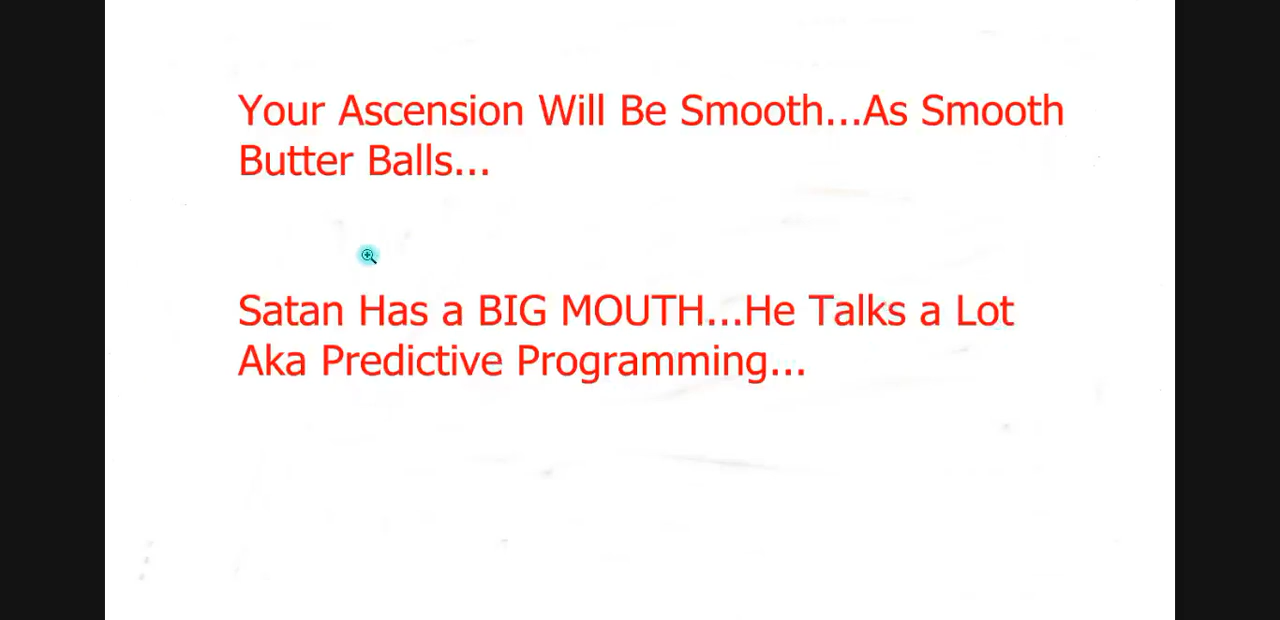 Your Ascension Will Be Smooth...As Smooth
Butter Balls...
Satan Has a BIG MOUTH...He Talks a Lot
Aka Predictive Programming...